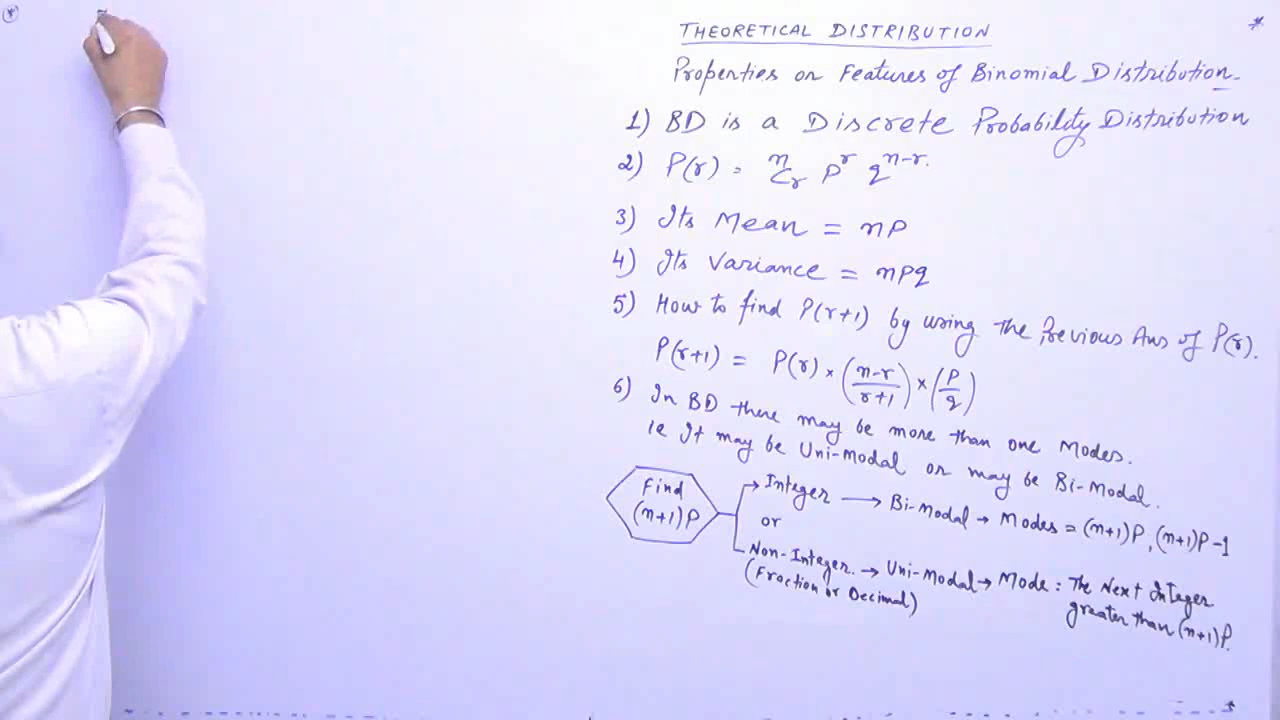 THEORETICAL DISTRIBUTION
Properties or Features of Binomial Distribution.
1) BD is a Discrete Probability Distribution
2) P(r) = ⁿCᵣ pʳ qⁿ⁻ʳ.
3) Its Mean = np
4) Its Variance = npq
5) How to find P(r+1) by using the Previous Ans of P(r).
P(r+1) = P(r) × (n-r/r+1) × (p/q)
6) In BD there may be more than one Modes.
ie It may be Uni-Modal or may be Bi-Modal.
Find (n+1)P
Integer → Bi-Modal → Modes = (n+1)P, (n+1)P-1
or
Non-Integer. → Uni-Modal → Mode: The Next Integer
(Fraction or Decimal)
greater than (n+1)P.